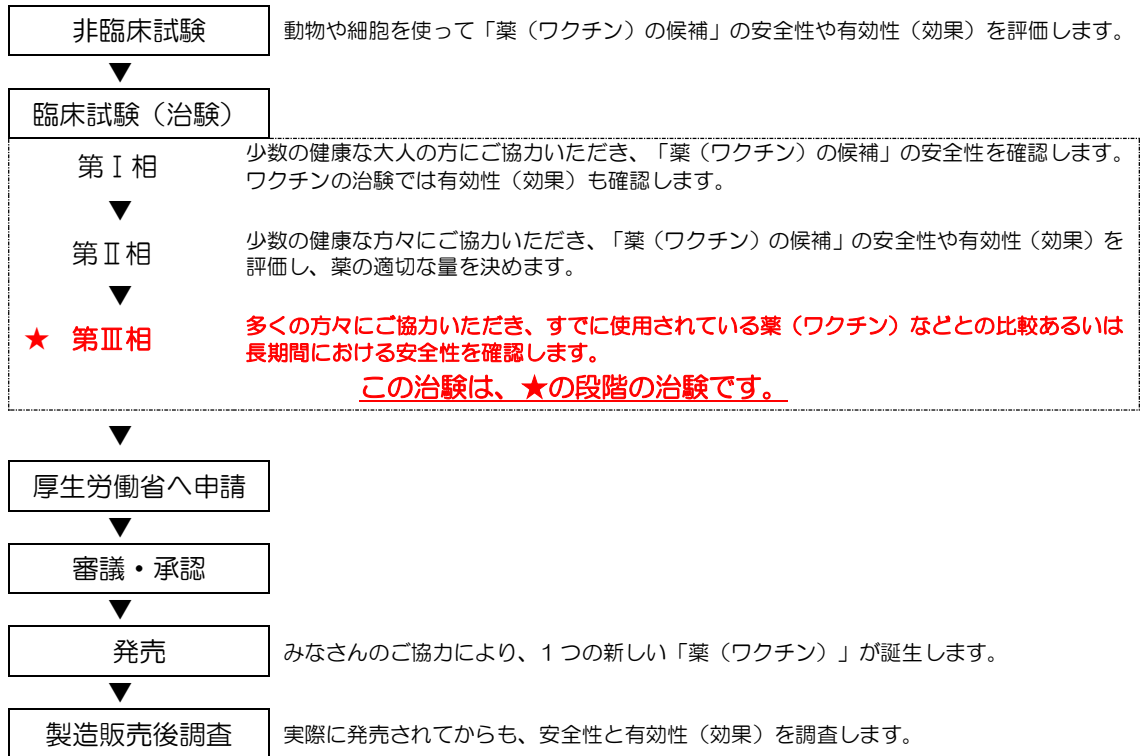 非臨床試験
動物や細胞を使って「薬（ワクチン）の候補」の安全性や有効性（効果）を評価します。
▼
臨床試験（治験）
第Ⅰ相
少数の健康な大人の方にご協力いただき、「薬（ワクチン）の候補」の安全性を確認します。
ワクチンの治験では有効性（効果）も確認します。
▼
第Ⅱ相
少数の健康な方々にご協力いただき、「薬（ワクチン）の候補」の安全性や有効性（効果）を
評価し、薬の適切な量を決めます。
▼
★ 第Ⅲ相
多くの方々にご協力いただき、すでに使用されている薬（ワクチン）などとの比較あるいは
長期間における安全性を確認します。
この治験は、★の段階の治験です。
▼
厚生労働省へ申請
▼
審議・承認
▼
発売
みなさんのご協力により、1つの新しい「薬（ワクチン）」が誕生します。
▼
製造販売後調査
実際に発売されてからも、安全性と有効性（効果）を調査します。